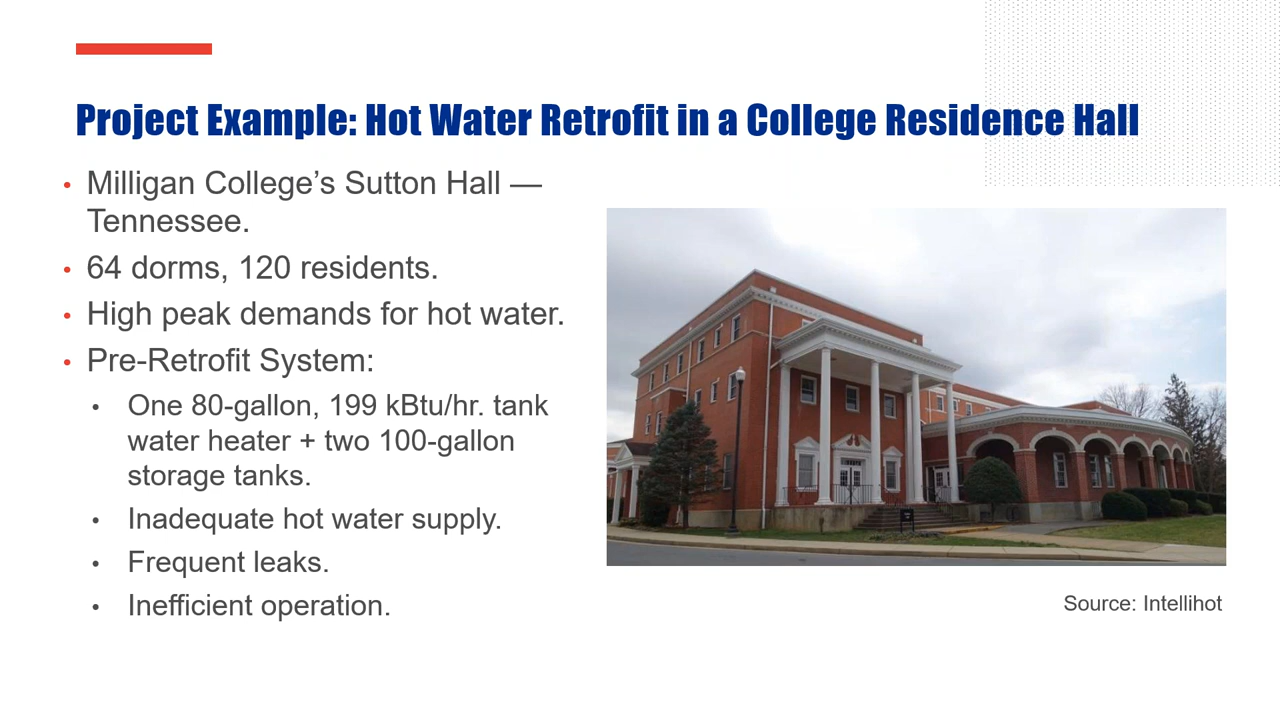 Project Example: Hot Water Retrofit in a College Residence Hall
• Milligan College’s Sutton Hall —
Tennessee.
• 64 dorms, 120 residents.
• High peak demands for hot water.
• Pre-Retrofit System:
• One 80-gallon, 199 kBtu/hr. tank
water heater + two 100-gallon
storage tanks.
• Inadequate hot water supply.
• Frequent leaks.
• Inefficient operation.
Source: Intellihot